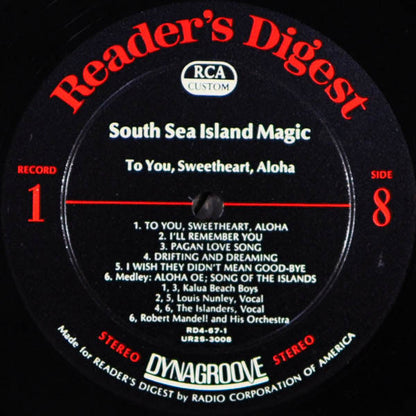 Reader's Digest
RCA
CUSTOM
South Sea Island Magic
To You, Sweetheart, Aloha
RECORD
1
SIDE
8
1. TO YOU, SWEETHEART, ALOHA
2. I'LL REMEMBER YOU
3. PAGAN LOVE SONG
4. DRIFTING AND DREAMING
5. I WISH THEY DIDN'T MEAN GOOD-BYE
6. Medley: ALOHA OE; SONG OF THE ISLANDS
1, 3, Kalua Beach Boys
2, 5, Louis Nunley, Vocal
4, 6, The Islanders, Vocal
6, Robert Mandel! and His Orchestra
RD4-67-1
UR2S-3008
STEREO
DYNAGROOVE
STEREO
Made for READER'S DIGEST by RADIO CORPORATION OF AMERICA